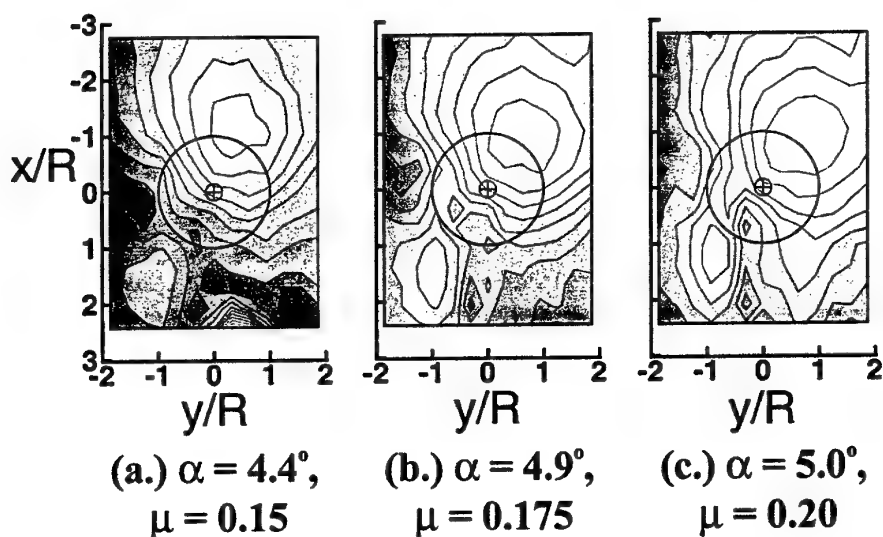 -3
-2
-1
x/R
0
1
2
3
-2 -1 0 1 2
-2 -1 0 1 2
-2 -1 0 1 2
y/R
y/R
y/R
(a.) α = 4.4°,
μ = 0.15
(b.) α = 4.9°,
μ = 0.175
(c.) α = 5.0°,
μ = 0.20